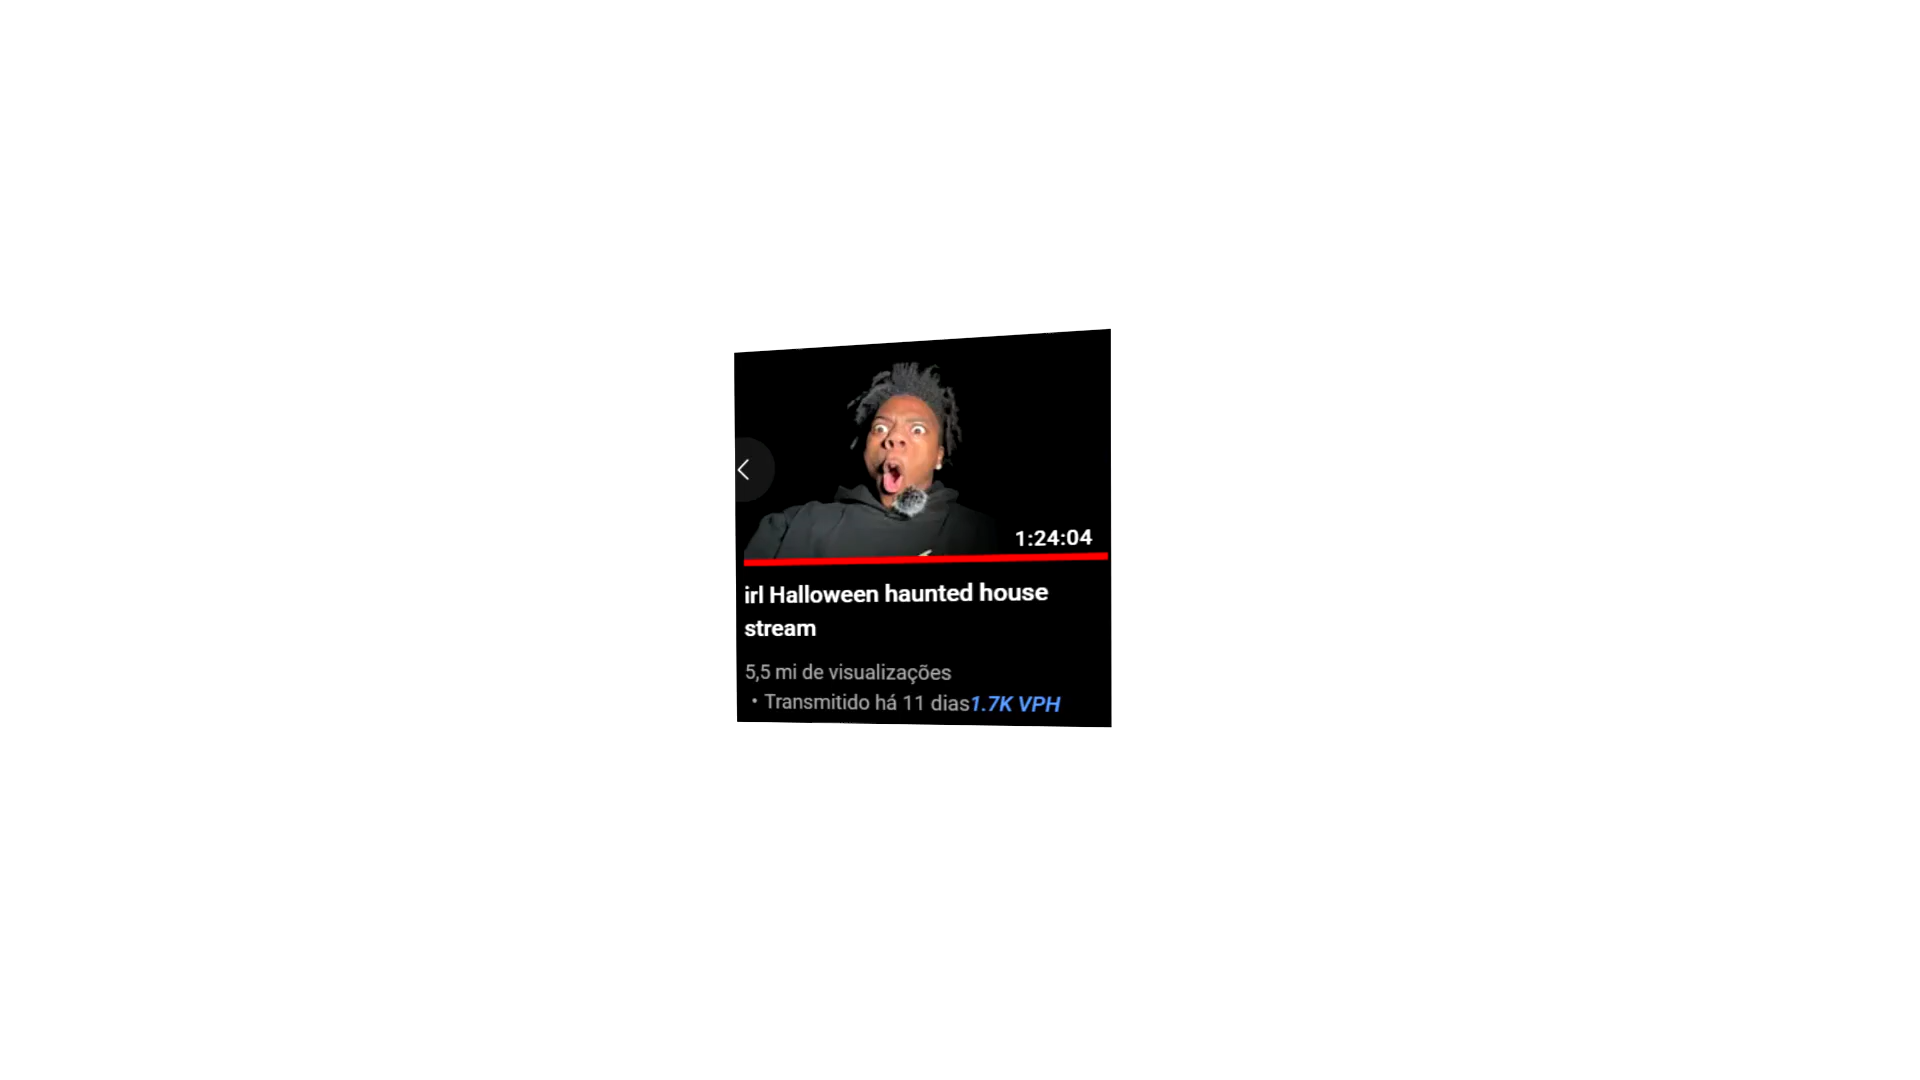 1:24:04
irl Halloween haunted house
stream
5,5 mi de visualizações
• Transmitido há 11 dias1.7K VPH